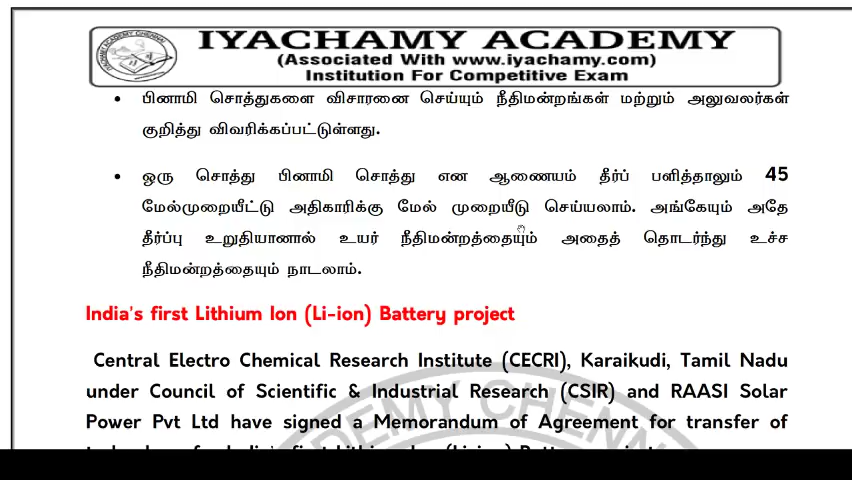 IYACHAMY ACADEMY
(Associated With www.iyachamy.com)
Institution For Competitive Exam
• பினாமி சொத்துகளை விசாரனை செய்யும் நீதிமன்றங்கள் மற்றும் அலுவலர்கள்
குறித்து விவரிக்கப்பட்டுள்ளது.
• ஒரு சொத்து பினாமி சொத்து என ஆணையம் தீர்ப் பளித்தாலும் 45
மேல்முறையீட்டு அதிகாரிக்கு மேல் முறையீடு செய்யலாம். அங்கேயும் அதே
தீர்ப்பு உறுதியானால் உயர் நீதிமன்றத்தையும் அதைத் தொடர்ந்து உச்ச
நீதிமன்றத்தையும் நாடலாம்.
India's first Lithium Ion (Li-ion) Battery project
Central Electro Chemical Research Institute (CECRI), Karaikudi, Tamil Nadu
under Council of Scientific & Industrial Research (CSIR) and RAASI Solar
Power Pvt Ltd have signed a Memorandum of Agreement for transfer of